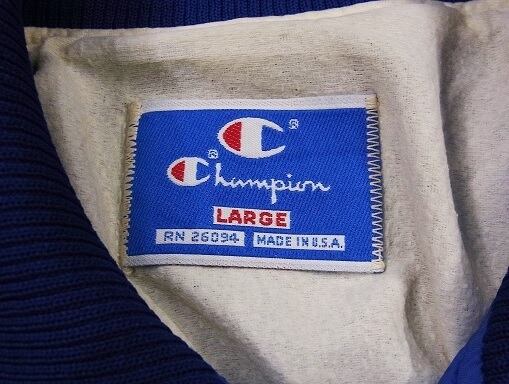 C ®
® Champion
LARGE
RN 26094 MADE IN U.S.A.